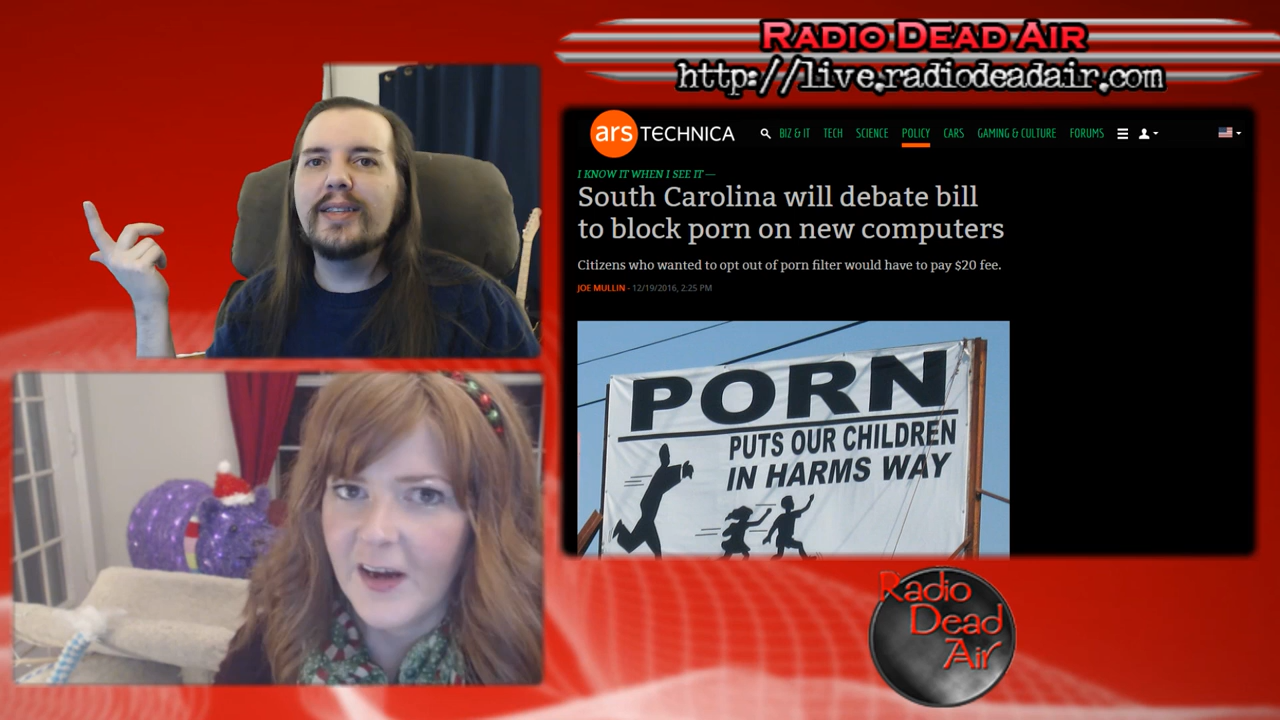 RADIO DEAD AIR
http://live.radiodeadair.com
ars TECHNICA
BIZ & IT TECH SCIENCE POLICY CARS GAMING & CULTURE FORUMS
I KNOW IT WHEN I SEE IT —
South Carolina will debate bill
to block porn on new computers
Citizens who wanted to opt out of porn filter would have to pay $20 fee.
JOE MULLIN - 12/19/2016, 2:25 PM
PORN
PUTS OUR CHILDREN
IN HARMS WAY
Radio
Dead
Air